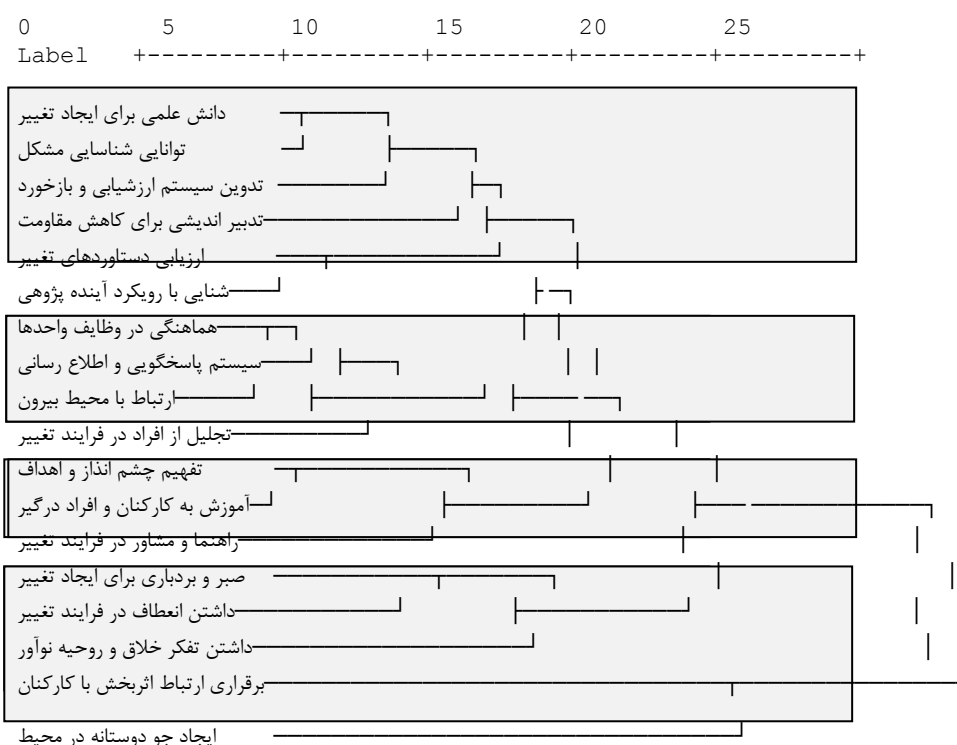 0 5 10 15 20 25
Label +---------+---------+---------+---------+---------+
دانش علمی برای ایجاد تغییر
توانایی شناسایی مشکل
تدوین سیستم ارزشیابی و بازخورد
تدبیر اندیشی برای کاهش مقاومت
ارزیابی دستاوردهای تغییر
شنایی با رویکرد آینده پژوهی
هماهنگی در وظایف واحدها
سیستم پاسخگویی و اطلاع رسانی
ارتباط با محیط بیرون
تجلیل از افراد در فرایند تغییر
تفهیم چشم انذاز و اهداف
آموزش به کارکنان و افراد درگیر
راهنما و مشاور در فرایند تغییر
صبر و بردباری برای ایجاد تغییر
داشتن انعطاف در فرایند تغییر
داشتن تفکر خلاق و روحیه نوآور
برقراری ارتباط اثربخش با کارکنان
ایجاد جو دوستانه در محیط